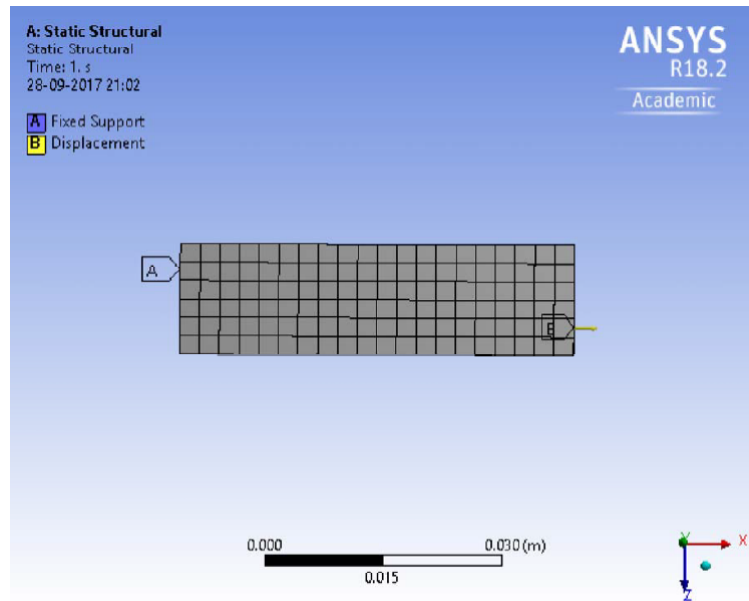 A: Static Structural
Static Structural
Time: 1. s
28-09-2017 21:02
A Fixed Support
B Displacement
ANSYS
R18.2
Academic
A
B
0.000
0.030 (m)
0.015
Y
X
Z